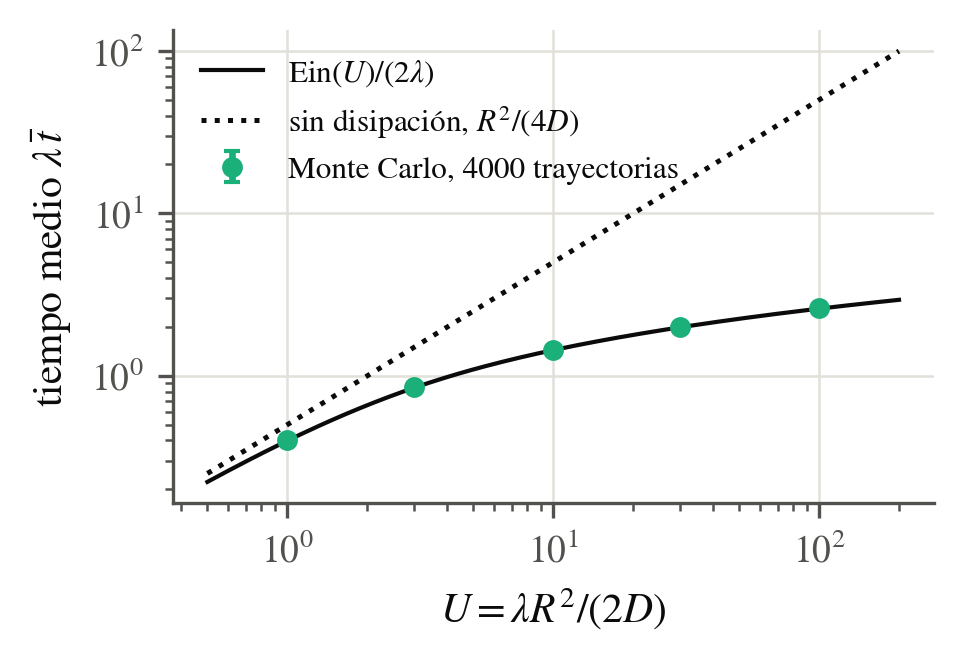 10²
Ein(U)/(2λ)
sin disipación, R²/(4D)
Monte Carlo, 4000 trayectorias
10¹
10⁰
tiempo medio λt̄
10⁰ 10¹ 10²
U = λR²/(2D)